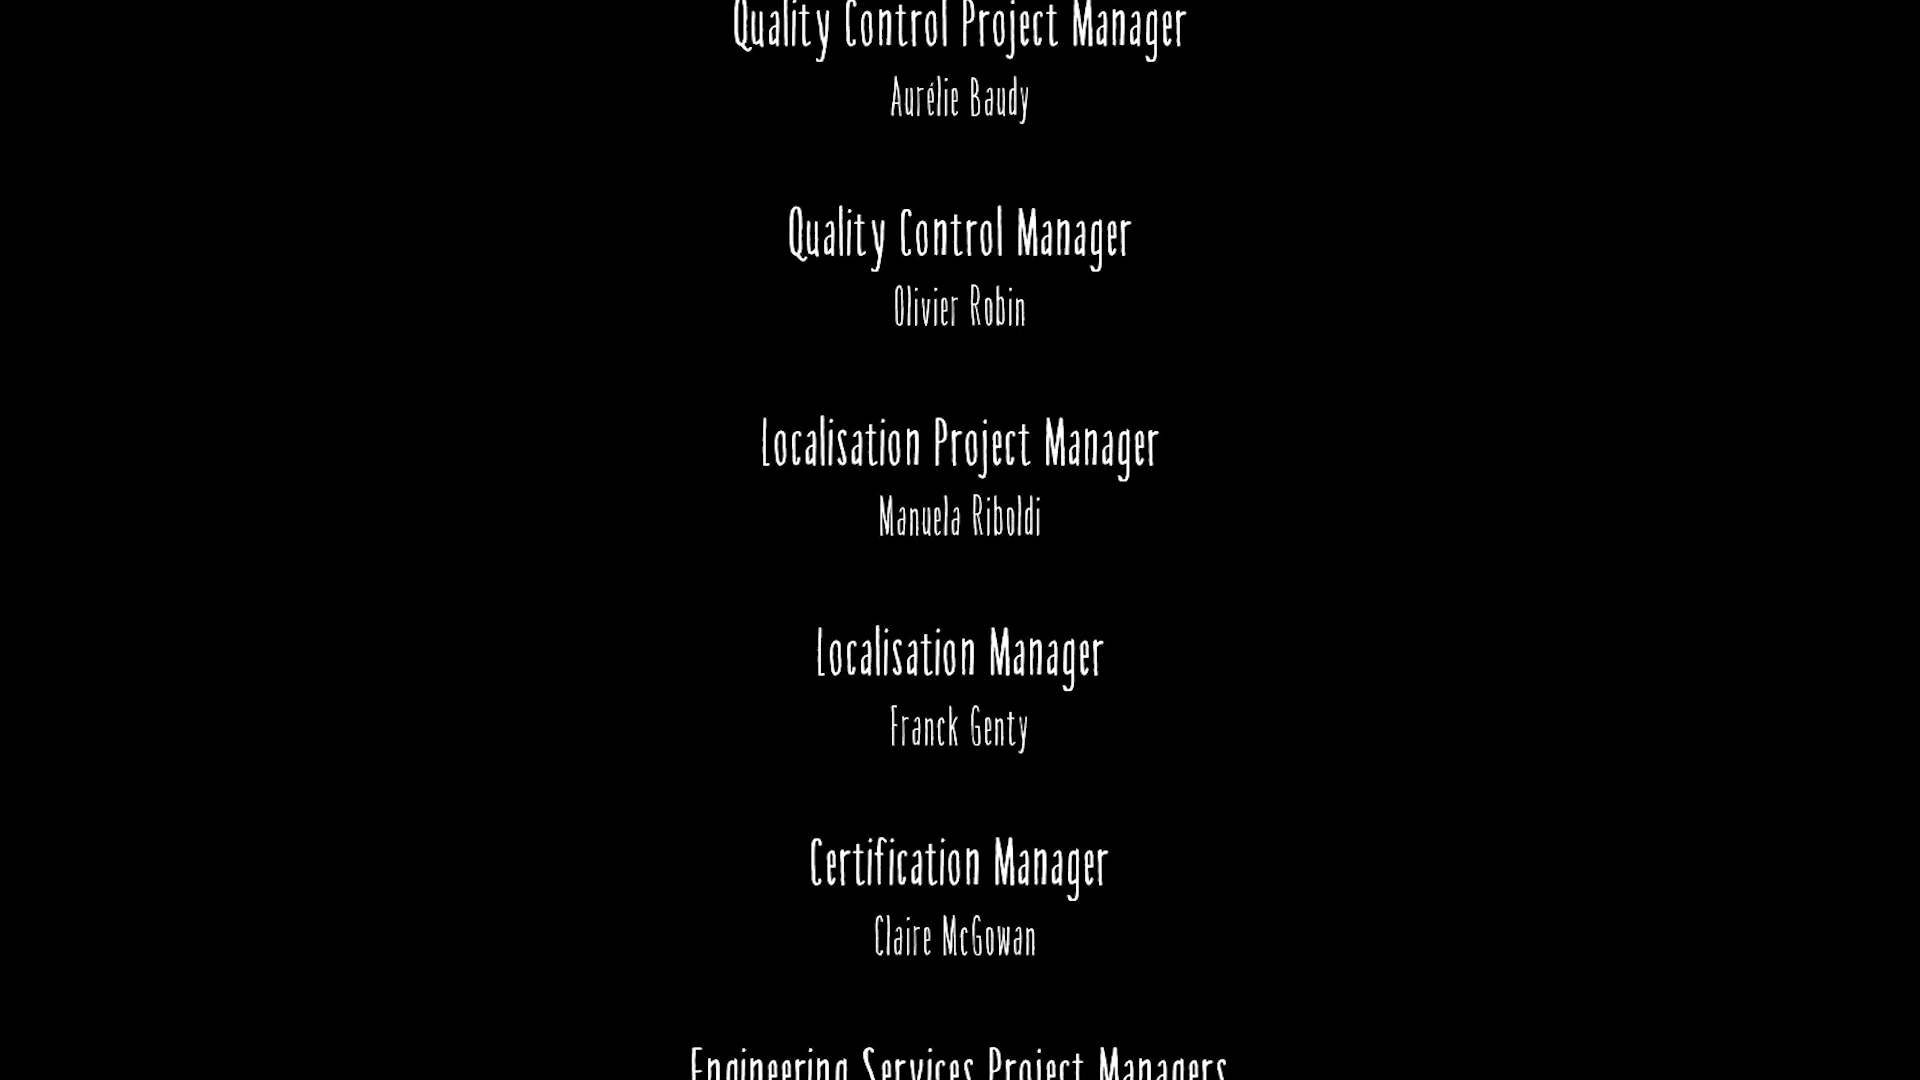 Quality Control Project Manager
Aurélie Baudy
Quality Control Manager
Olivier Robin
Localisation Project Manager
Manuela Riboldi
Localisation Manager
Franck Genty
Certification Manager
Claire McGowan
Engineering Services Project Managers